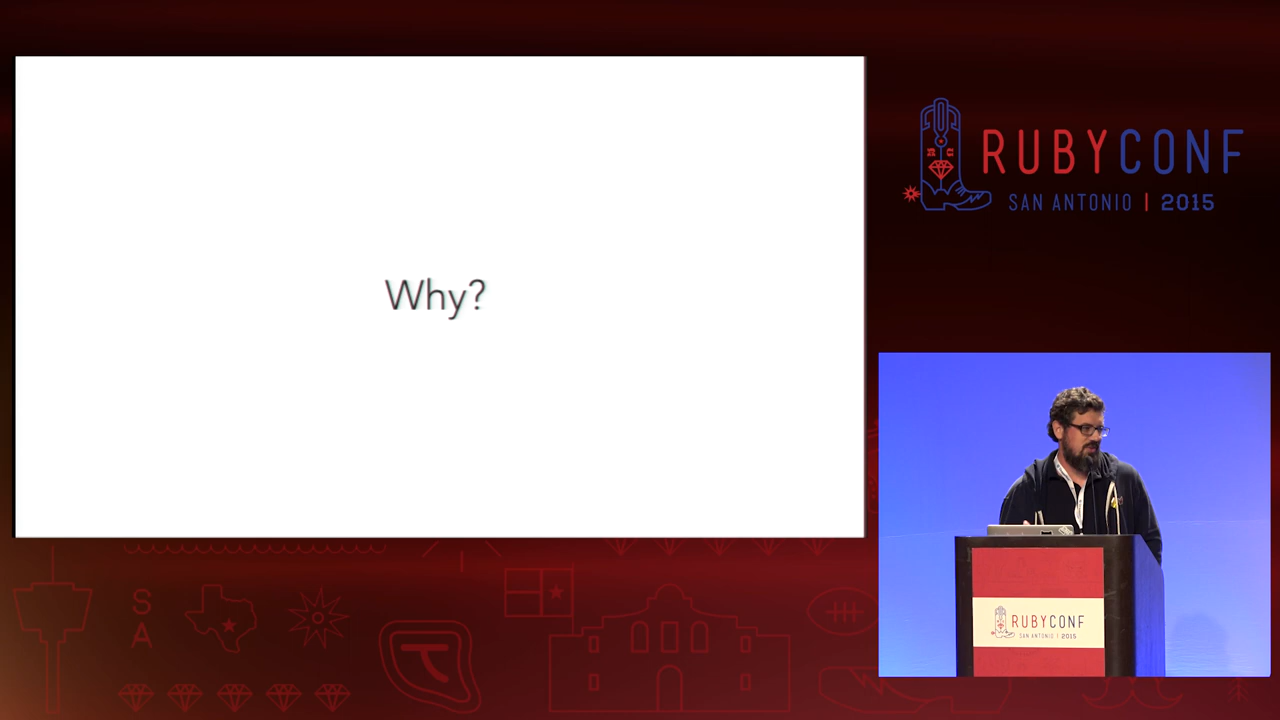 Why?
RUBYCONF
SAN ANTONIO | 2015
S
A
RUBYCONF
SAN ANTONIO | 2015